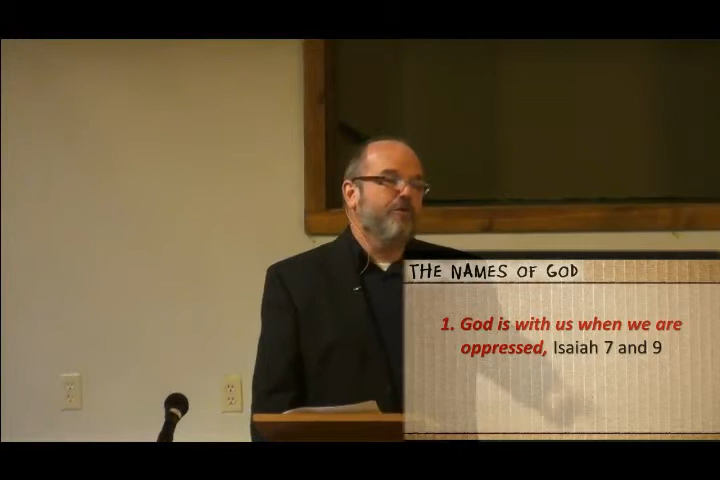 THE NAMES OF GOD
1. God is with us when we are
oppressed, Isaiah 7 and 9